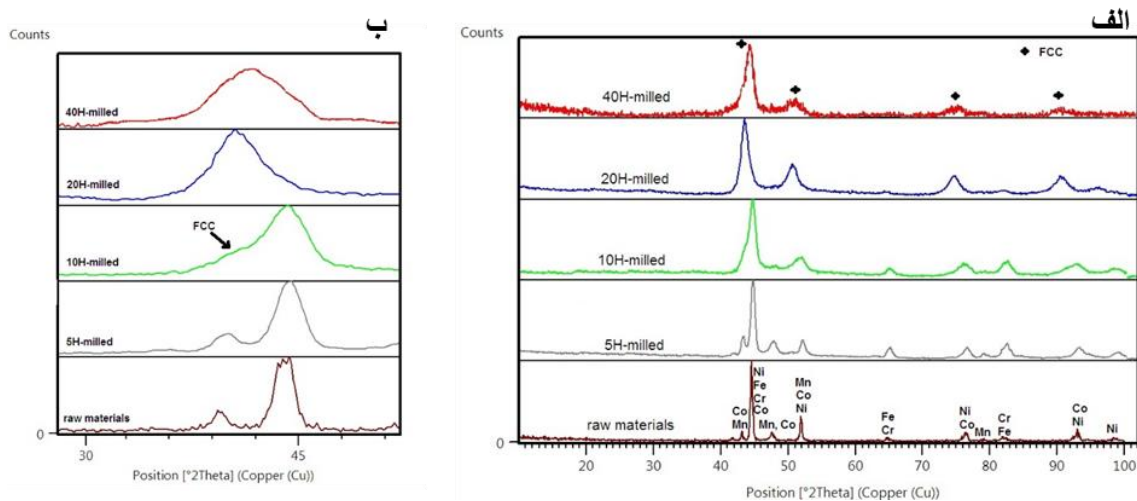 ب
Counts
40H-milled
20H-milled
FCC
10H-milled
5H-milled
raw materials
0
30 45
Position [°2Theta] (Copper (Cu))
الف
Counts
FCC
40H-milled
20H-milled
10H-milled
5H-milled
raw materials
Co
Mn
Ni
Fe
Cr
Co
Mn, Co
Mn
Co
Ni
Fe
Cr
Ni
Co
Mn
Cr
Fe
Co
Ni
Ni
0
20 30 40 50 60 70 80 90 100
Position [°2Theta] (Copper (Cu))